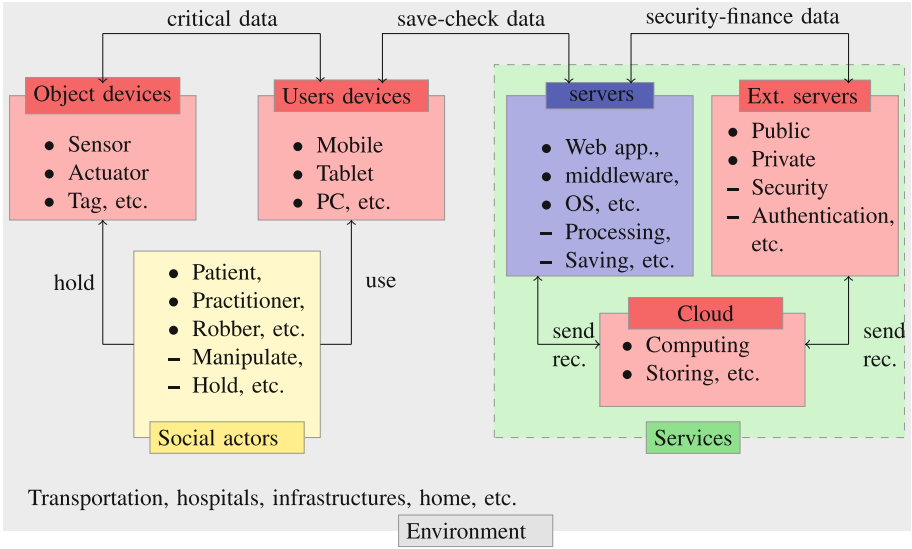 critical data
save-check data
security-finance data
Object devices
● Sensor
● Actuator
● Tag, etc.
Users devices
● Mobile
● Tablet
● PC, etc.
servers
● Web app.,
● middleware,
● OS, etc.
– Processing,
– Saving, etc.
Ext. servers
● Public
● Private
– Security
– Authentication,
etc.
hold
use
● Patient,
● Practitioner,
● Robber, etc.
– Manipulate,
– Hold, etc.
Social actors
send
rec.
Cloud
● Computing
● Storing, etc.
send
rec.
Services
Transportation, hospitals, infrastructures, home, etc.
Environment